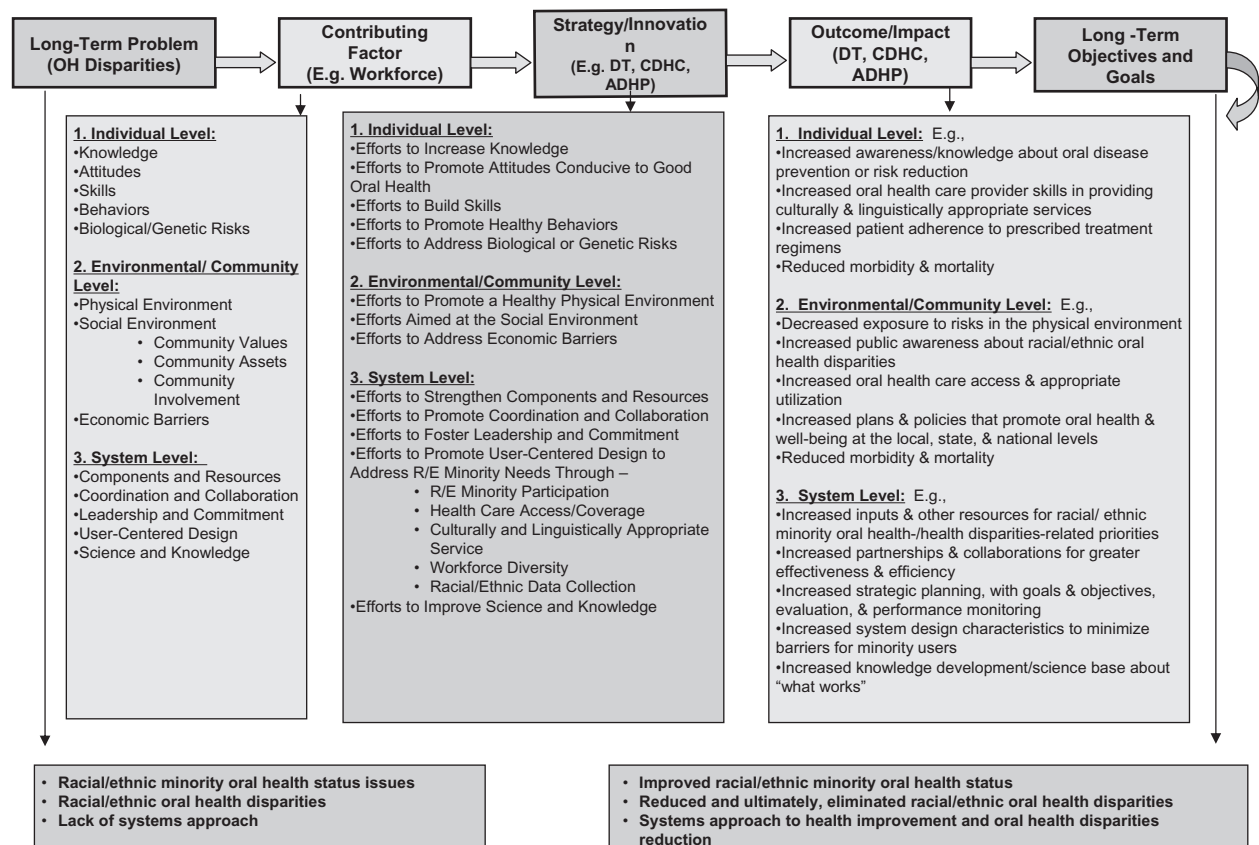 Long-Term Problem
(OH Disparities)
Contributing
Factor
(E.g. Workforce)
Strategy/Innovatio
n
(E.g. DT, CDHC,
ADHP)
Outcome/Impact
(DT, CDHC,
ADHP)
Long -Term
Objectives and
Goals
1. Individual Level:
•Knowledge
•Attitudes
•Skills
•Behaviors
•Biological/Genetic Risks
2. Environmental/ Community
Level:
•Physical Environment
•Social Environment
• Community Values
• Community Assets
• Community
Involvement
•Economic Barriers
3. System Level:
•Components and Resources
•Coordination and Collaboration
•Leadership and Commitment
•User-Centered Design
•Science and Knowledge
1. Individual Level:
•Efforts to Increase Knowledge
•Efforts to Promote Attitudes Conducive to Good
Oral Health
•Efforts to Build Skills
•Efforts to Promote Healthy Behaviors
•Efforts to Address Biological or Genetic Risks
2. Environmental/Community Level:
•Efforts to Promote a Healthy Physical Environment
•Efforts Aimed at the Social Environment
•Efforts to Address Economic Barriers
3. System Level:
•Efforts to Strengthen Components and Resources
•Efforts to Promote Coordination and Collaboration
•Efforts to Foster Leadership and Commitment
•Efforts to Promote User-Centered Design to
Address R/E Minority Needs Through –
• R/E Minority Participation
• Health Care Access/Coverage
• Culturally and Linguistically Appropriate
Service
• Workforce Diversity
• Racial/Ethnic Data Collection
•Efforts to Improve Science and Knowledge
1. Individual Level: E.g.,
•Increased awareness/knowledge about oral disease
prevention or risk reduction
•Increased oral health care provider skills in providing
culturally & linguistically appropriate services
•Increased patient adherence to prescribed treatment
regimens
•Reduced morbidity & mortality
2. Environmental/Community Level: E.g.,
•Decreased exposure to risks in the physical environment
•Increased public awareness about racial/ethnic oral
health disparities
•Increased oral health care access & appropriate
utilization
•Increased plans & policies that promote oral health &
well-being at the local, state, & national levels
•Reduced morbidity & mortality
3. System Level: E.g.,
•Increased inputs & other resources for racial/ ethnic
minority oral health-/health disparities-related priorities
•Increased partnerships & collaborations for greater
effectiveness & efficiency
•Increased strategic planning, with goals & objectives,
evaluation, & performance monitoring
•Increased system design characteristics to minimize
barriers for minority users
•Increased knowledge development/science base about
“what works”
• Racial/ethnic minority oral health status issues
• Racial/ethnic oral health disparities
• Lack of systems approach
• Improved racial/ethnic minority oral health status
• Reduced and ultimately, eliminated racial/ethnic oral health disparities
• Systems approach to health improvement and oral health disparities
reduction